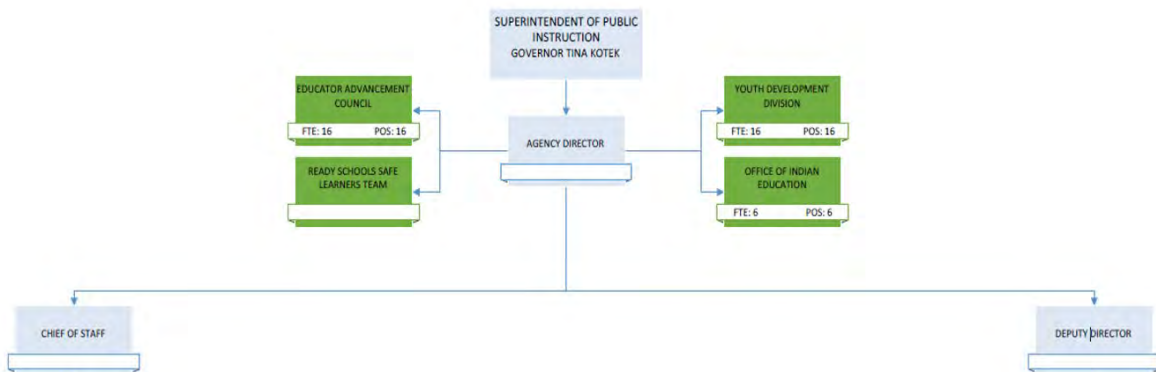 SUPERINTENDENT OF PUBLIC
INSTRUCTION
GOVERNOR TINA KOTEK
EDUCATOR ADVANCEMENT
COUNCIL
FTE: 16 POS: 16
YOUTH DEVELOPMENT
DIVISION
FTE: 16 POS: 16
AGENCY DIRECTOR
READY SCHOOLS SAFE
LEARNERS TEAM
OFFICE OF INDIAN
EDUCATION
FTE: 6 POS: 6
CHIEF OF STAFF
DEPUTY DIRECTOR